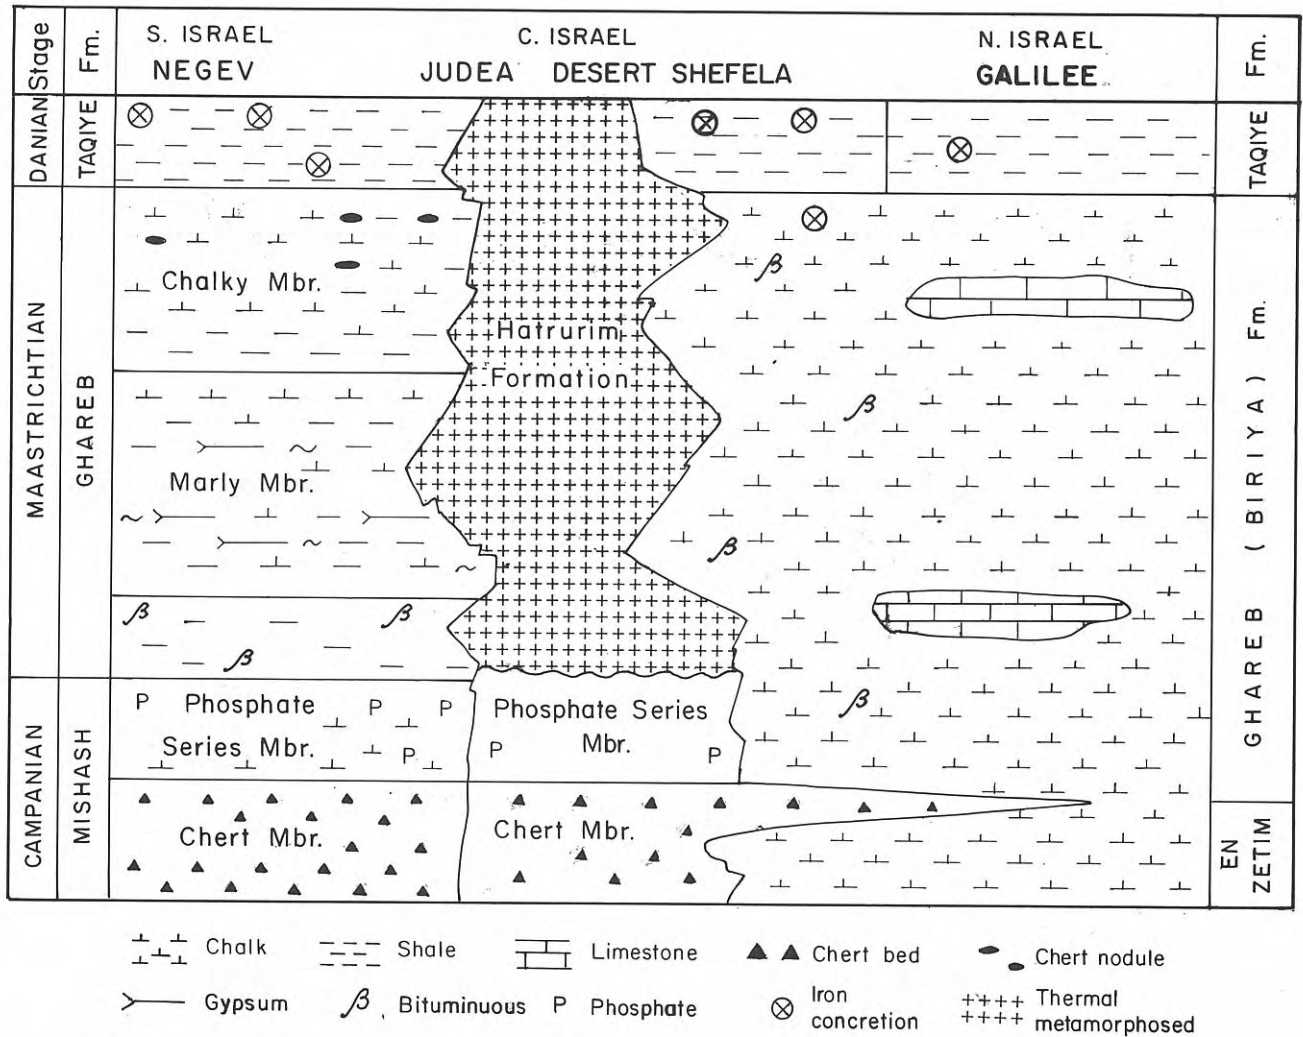 Stage
Fm.
S. ISRAEL
NEGEV
C. ISRAEL
JUDEA DESERT SHEFELA
N. ISRAEL
GALILEE
Fm.
DANIAN
TAQIYE
TAQIYE
MAASTRICHTIAN
GHAREB
Chalky Mbr.
Hatrurim
Formation
β
β
Marly Mbr.
β
β
β
β
β
GHAREB (BIRIYA) Fm.
CAMPANIAN
MISHASH
P Phosphate P P
Series Mbr. P
Phosphate Series
Mbr.
P P
Chert Mbr.
Chert Mbr.
EN
ZETIM
Chalk
Shale
Limestone
Chert bed
Chert nodule
Gypsum
β Bituminuous
P Phosphate
Iron
concretion
Thermal
metamorphosed